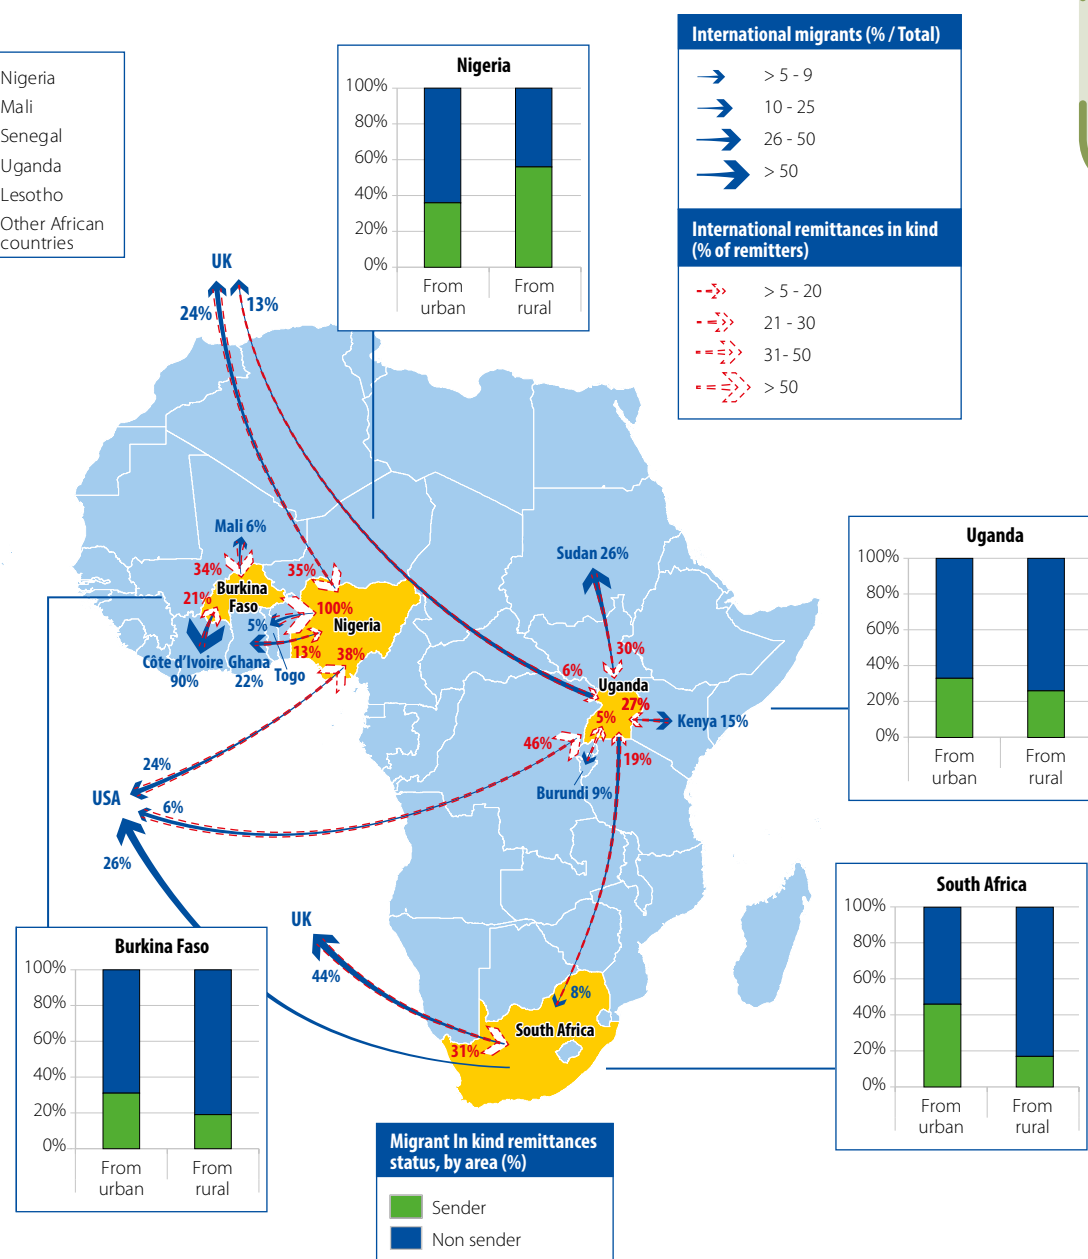 Nigeria
Mali
Senegal
Uganda
Lesotho
Other African
countries
Nigeria
100%
80%
60%
40%
20%
0%
From
urban
From
rural
International migrants (% / Total)
> 5 - 9
10 - 25
26 - 50
> 50
International remittances in kind
(% of remitters)
> 5 - 20
21 - 30
31- 50
> 50
UK
24%
13%
Mali 6%
34%
21%
Burkina
Faso
35%
100%
5%
Nigeria
13%
38%
Côte d'Ivoire
90%
Ghana
22%
Togo
Sudan 26%
30%
6%
Uganda
27%
5%
Kenya 15%
46%
19%
Burundi 9%
24%
USA
6%
26%
UK
44%
8%
South Africa
31%
Uganda
100%
80%
60%
40%
20%
0%
From
urban
From
rural
South Africa
100%
80%
60%
40%
20%
0%
From
urban
From
rural
Burkina Faso
100%
80%
60%
40%
20%
0%
From
urban
From
rural
Migrant In kind remittances
status, by area (%)
Sender
Non sender